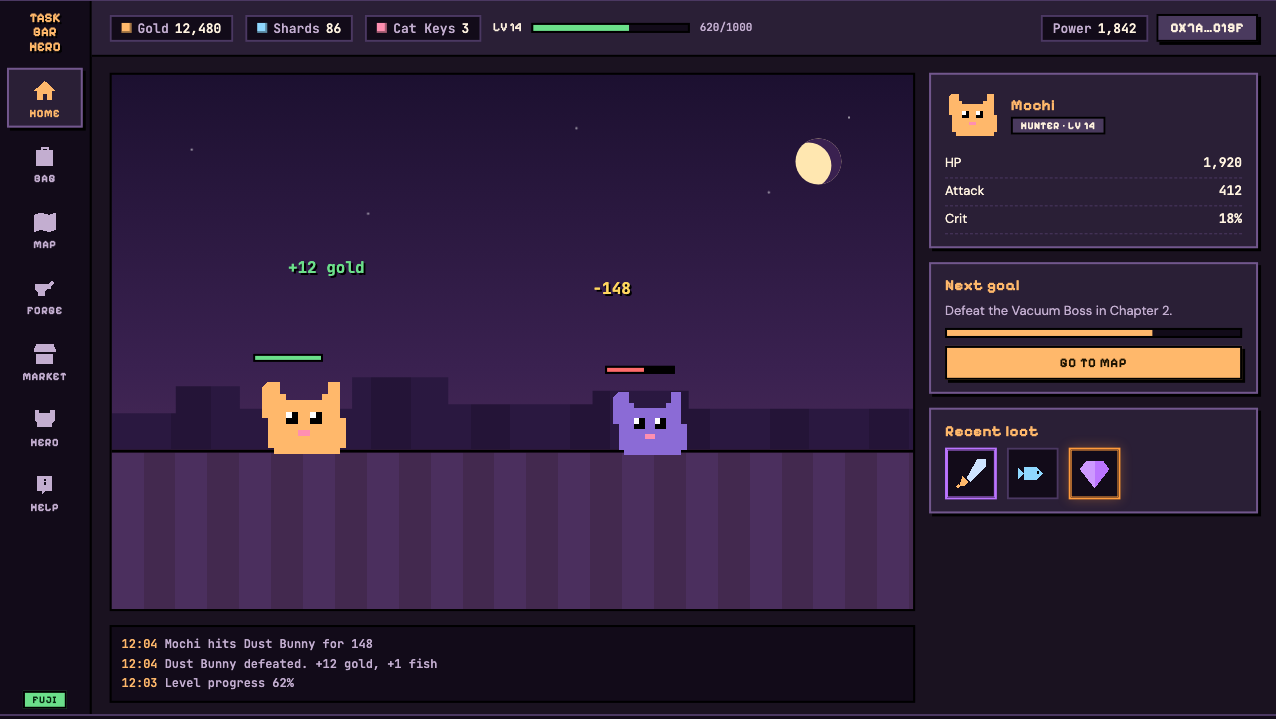 TASK
BAR
HERO
HOME
BAG
MAP
FORGE
MARKET
HERO
HELP
FUJI
Gold 12,480
Shards 86
Cat Keys 3
LV 14
620/1000
Power 1,842
0X7A…019F
+12 gold
-148
12:04 Mochi hits Dust Bunny for 148
12:04 Dust Bunny defeated. +12 gold, +1 fish
12:03 Level progress 62%
Mochi
HUNTER · LV 14
HP 1,920
Attack 412
Crit 18%
Next goal
Defeat the Vacuum Boss in Chapter 2.
GO TO MAP
Recent loot